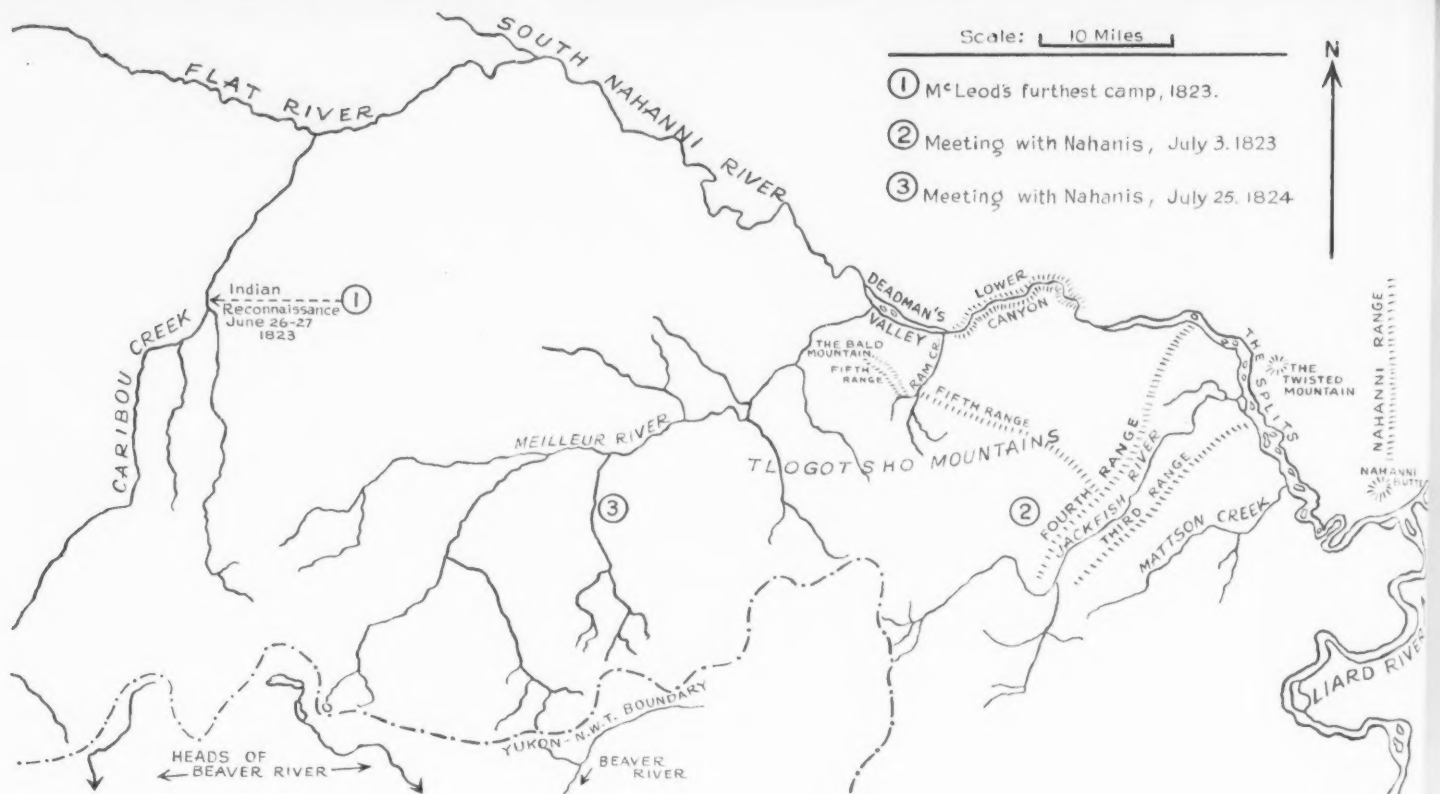 Scale: 10 Miles
N
① McLeod's furthest camp, 1823.
② Meeting with Nahanis, July 3. 1823
③ Meeting with Nahanis, July 25. 1824
SOUTH NAHANNI RIVER
FLAT RIVER
Indian
Reconnaissance
June 26-27
1823
①
CARIBOU CREEK
DEADMAN'S
VALLEY
LOWER
CANYON
THE BALD
MOUNTAIN
FIFTH
RANGE
RAM CR.
FIFTH RANGE
THE SPLITS
THE
TWISTED
MOUNTAIN
NAHANNI RANGE
NAHANNI
BUTTE
MEILLEUR RIVER
TLOGOTSHO MOUNTAINS
FOURTH RANGE
JACKFISH RIVER
THIRD RANGE
MATTSON CREEK
③
②
LIARD RIVER
YUKON-N.W.T. BOUNDARY
HEADS OF
BEAVER RIVER
BEAVER
RIVER